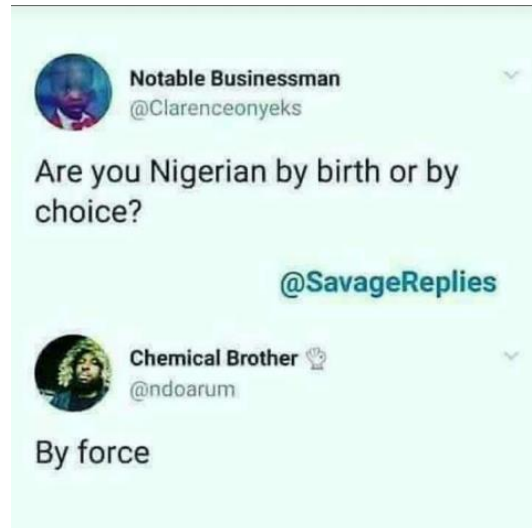 Notable Businessman
@Clarenceonyeks
Are you Nigerian by birth or by
choice?
@SavageReplies
Chemical Brother
@ndoarum
By force